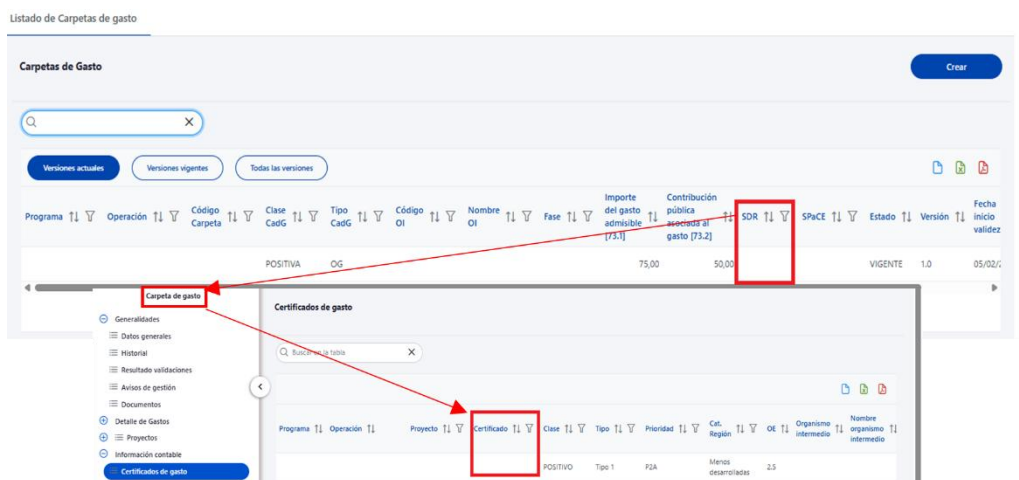 Listado de Carpetas de gasto
Carpetas de Gasto
Crear
Versiones actuales
Versiones vigentes
Todas las versiones
Programa
Operación
Código Carpeta
Clase CadG
Tipo CadG
Código OI
Nombre OI
Fase
Importe del gasto admisible [73.1]
Contribución pública asociada al gasto [73.2]
SDR
SPaCE
Estado
Versión
Fecha inicio validez
POSITIVA
OG
75,00
50,00
VIGENTE
1.0
05/02/2
Carpeta de gasto
Generalidades
Datos generales
Historial
Resultado validaciones
Avisos de gestión
Documentos
Detalle de Gastos
Proyectos
Información contable
Certificados de gasto
Certificados de gasto
Buscar en la tabla
Programa
Operación
Proyecto
Certificado
Clase
Tipo
Prioridad
Cat. Región
OE
Organismo intermedio
Nombre organismo intermedio
POSITIVO
Tipo 1
P2A
Menos desarrolladas
2.5